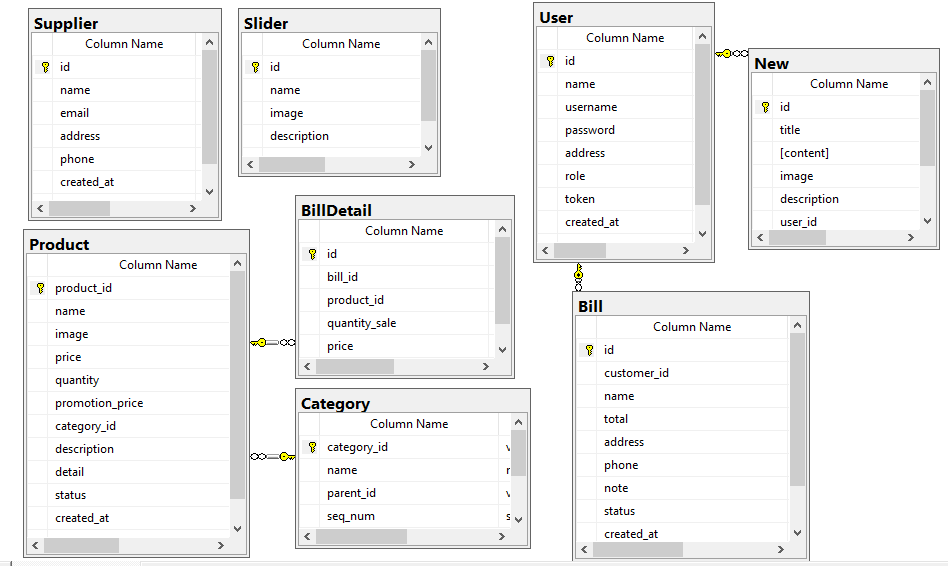 Supplier
Column Name
id
name
email
address
phone
created_at
Slider
Column Name
id
name
image
description
User
Column Name
id
name
username
password
address
role
token
created_at
New
Column Name
id
title
[content]
image
description
user_id
Product
Column Name
product_id
name
image
price
quantity
promotion_price
category_id
description
detail
status
created_at
BillDetail
Column Name
id
bill_id
product_id
quantity_sale
price
Category
Column Name
category_id v
name
parent_id v
seq_num s
Bill
Column Name
id
customer_id
name
total
address
phone
note
status
created_at